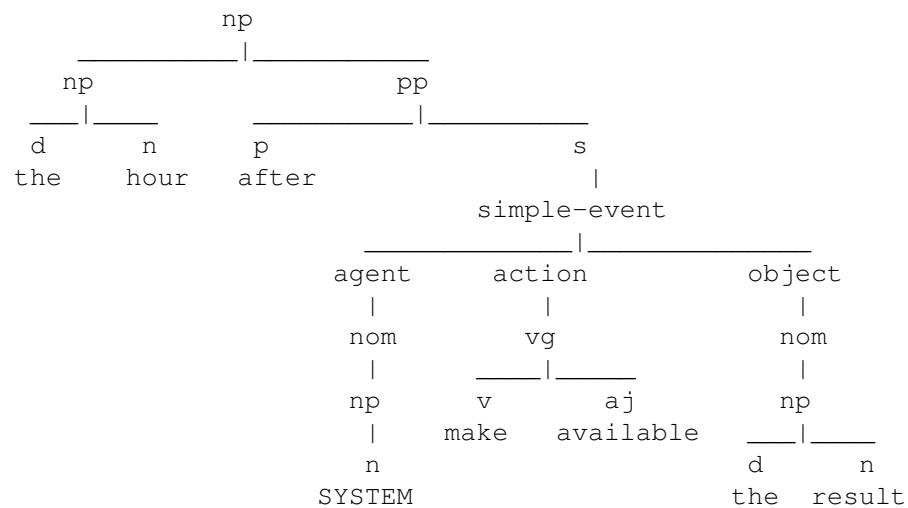 np
np pp
d n p s
the hour after
simple-event
agent action object
nom vg nom
np v aj np
make available
n d n
SYSTEM the result